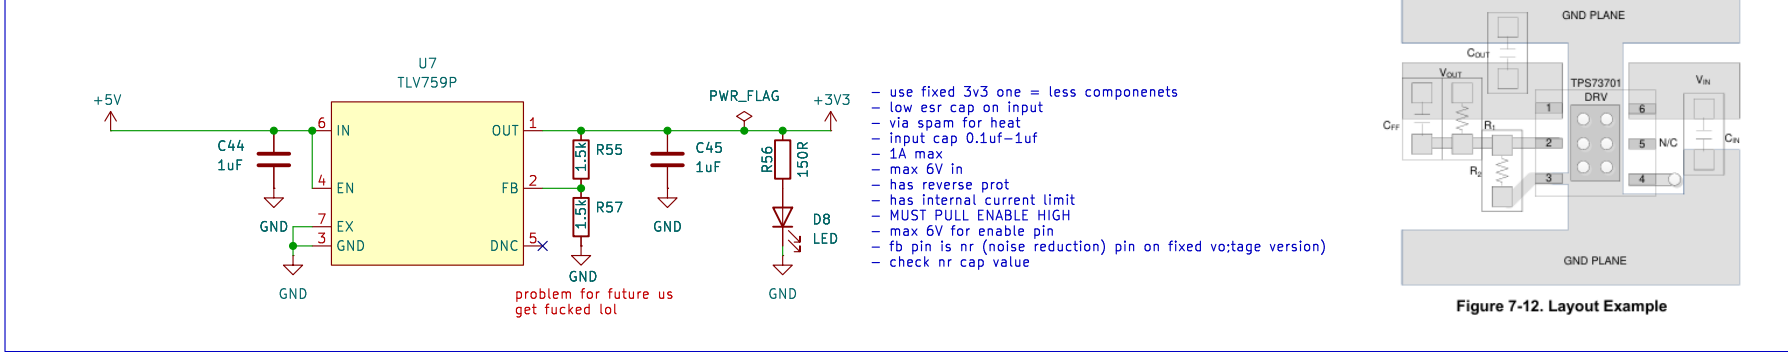 U7
TLV759P
+5V
6
IN
OUT
1
C44
1uF
4
EN
FB
2
GND
7
EX
3
GND
DNC
5
GND
1.5k
R55
1.5k
R57
GND
C45
1uF
GND
PWR_FLAG
+3V3
R56
150R
D8
LED
GND
problem for future us
get fucked lol
– use fixed 3v3 one = less componenets
– low esr cap on input
– via spam for heat
– input cap 0.1uf–1uf
– 1A max
– max 6V in
– has reverse prot
– has internal current limit
– MUST PULL ENABLE HIGH
– max 6V for enable pin
– fb pin is nr (noise reduction) pin on fixed vo;tage version)
– check nr cap value
GND PLANE
COUT
VOUT
TPS73701
DRV
VIN
1
6
CFF
R1
2
5
N/C
CIN
R2
3
4
GND PLANE
Figure 7-12. Layout Example